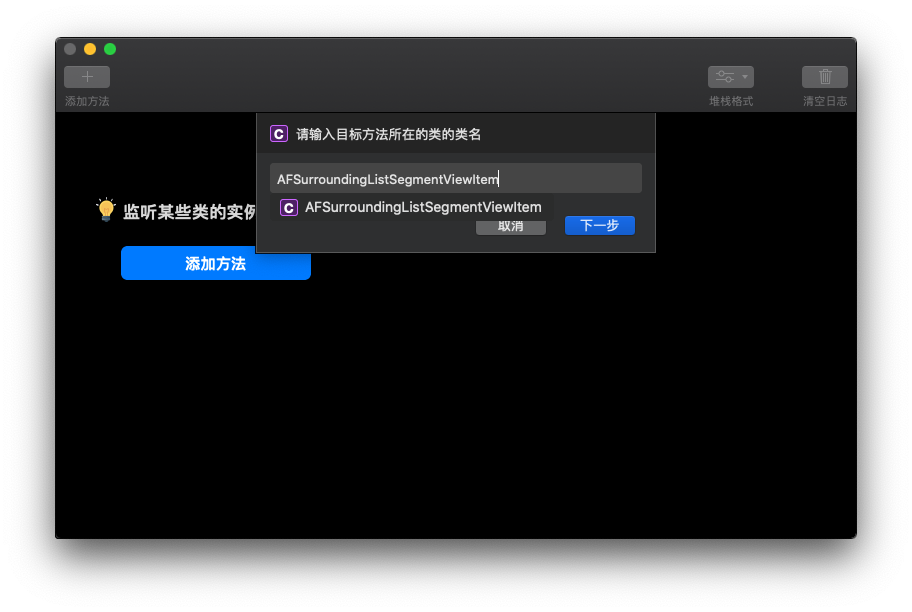 添加方法
堆栈格式
清空日志
C 请输入目标方法所在的类的类名
AFSurroundingListSegmentViewItem
C AFSurroundingListSegmentViewItem
取消
下一步
监听某些类的实例
添加方法